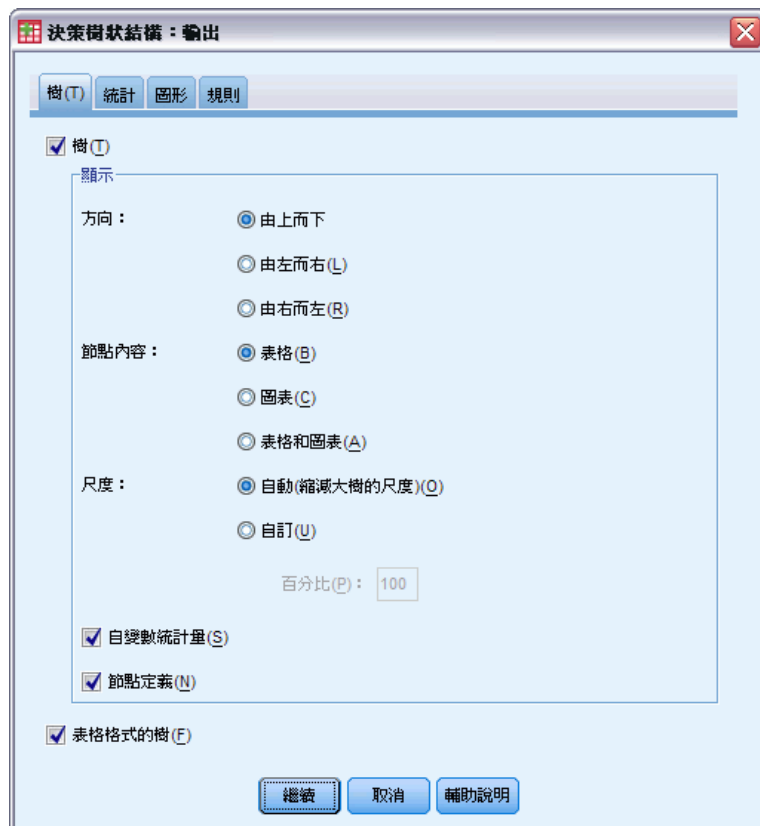 決策樹狀結構：輸出
樹(T) 統計 圖形 規則
樹(T)
顯示
方向： 由上而下
由左而右(L)
由右而左(R)
節點內容： 表格(B)
圖表(C)
表格和圖表(A)
尺度： 自動(縮減大樹的尺度)(O)
自訂(U)
百分比(P)： 100
自變數統計量(S)
節點定義(N)
表格格式的樹(F)
繼續 取消 輔助說明